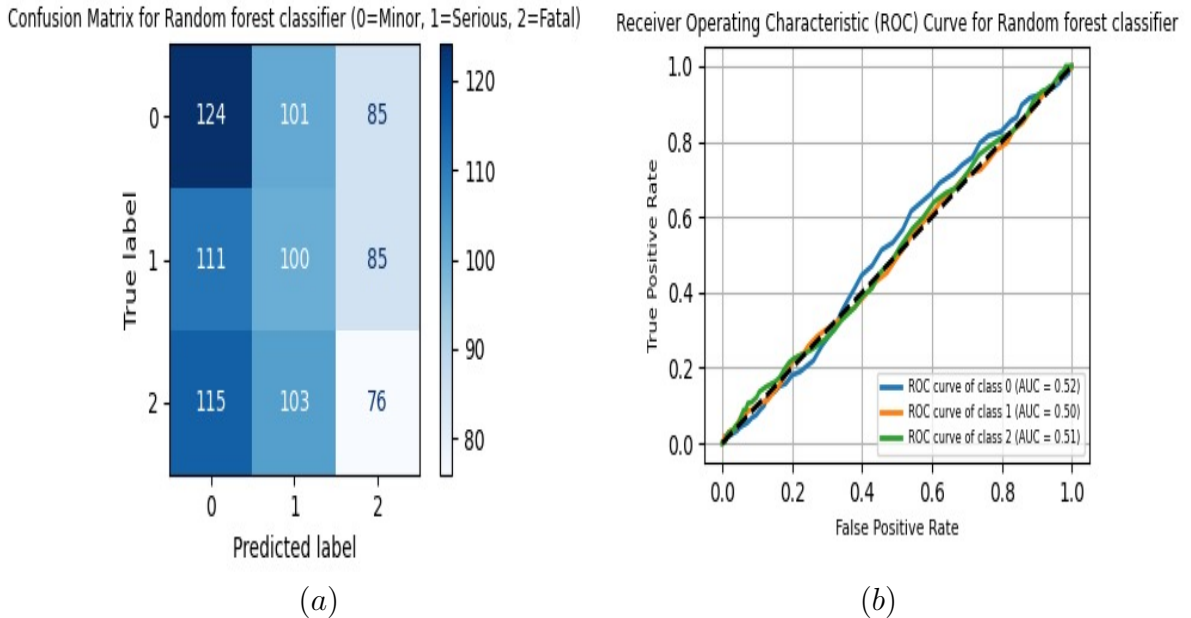 Confusion Matrix for Random forest classifier (0=Minor, 1=Serious, 2=Fatal)
124 101 85
111 100 85
115 103 76
0
1
2
True label
0 1 2
Predicted label
120
110
100
90
80
(a)
Receiver Operating Characteristic (ROC) Curve for Random forest classifier
1.0
0.8
0.6
0.4
0.2
0.0
True Positive Rate
ROC curve of class 0 (AUC = 0.52)
ROC curve of class 1 (AUC = 0.50)
ROC curve of class 2 (AUC = 0.51)
0.0 0.2 0.4 0.6 0.8 1.0
False Positive Rate
(b)